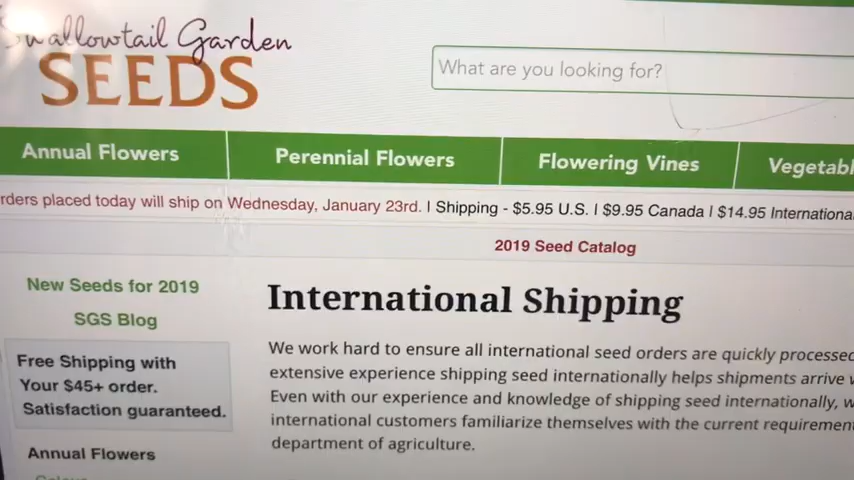 Swallowtail Garden
SEEDS
What are you looking for?
Annual Flowers
Perennial Flowers
Flowering Vines
rders placed today will ship on Wednesday, January 23rd. | Shipping - $5.95 U.S. | $9.95 Canada | $14.95 Internationa
2019 Seed Catalog
New Seeds for 2019
SGS Blog
Free Shipping with
Your $45+ order.
Satisfaction guaranteed.
Annual Flowers
International Shipping
We work hard to ensure all international seed orders are quickly processed
extensive experience shipping seed internationally helps shipments arrive
Even with our experience and knowledge of shipping seed internationally,
international customers familiarize themselves with the current requirement
department of agriculture.